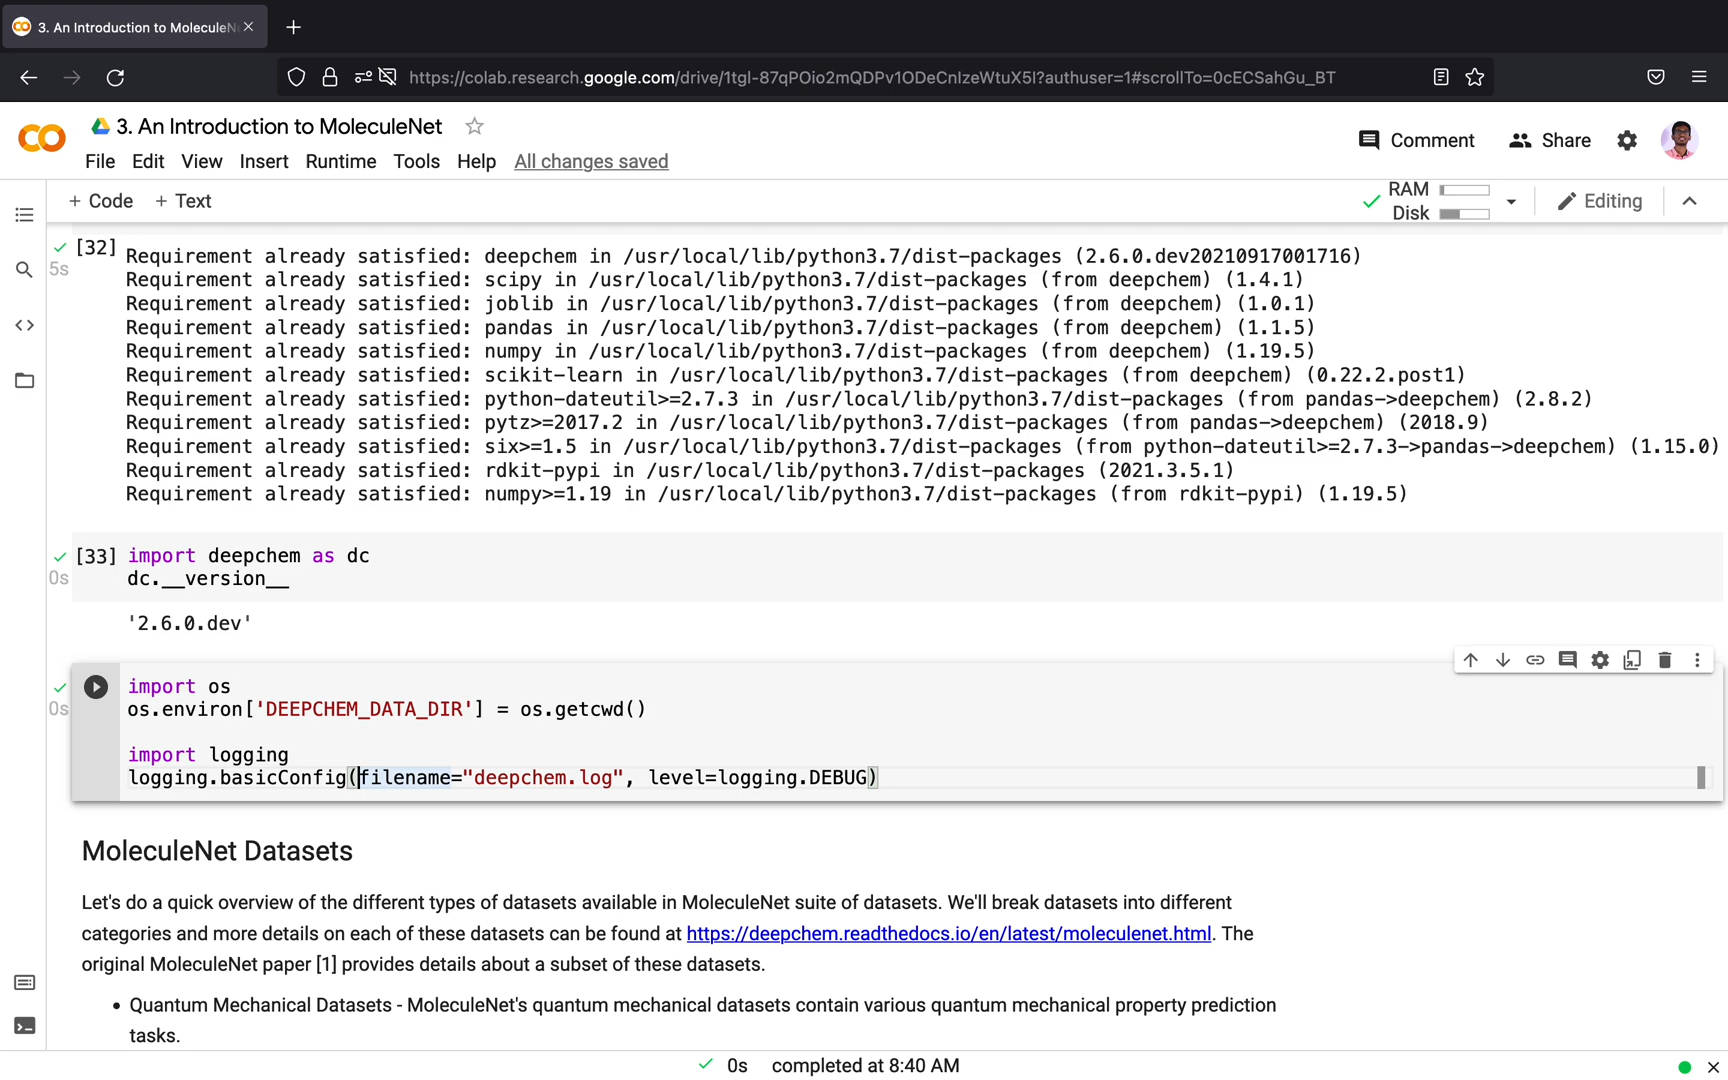 3. An Introduction to MoleculeN
https://colab.research.google.com/drive/1tgl-87qPOio2mQDPv1ODeCnIzeWtuX5l?authuser=1#scrollTo=0cECSahGu_BT
3. An Introduction to MoleculeNet
Comment
Share
File Edit View Insert Runtime Tools Help All changes saved
+ Code + Text
RAM
Disk
Editing
[32]
5s
Requirement already satisfied: deepchem in /usr/local/lib/python3.7/dist-packages (2.6.0.dev20210917001716)
Requirement already satisfied: scipy in /usr/local/lib/python3.7/dist-packages (from deepchem) (1.4.1)
Requirement already satisfied: joblib in /usr/local/lib/python3.7/dist-packages (from deepchem) (1.0.1)
Requirement already satisfied: pandas in /usr/local/lib/python3.7/dist-packages (from deepchem) (1.1.5)
Requirement already satisfied: numpy in /usr/local/lib/python3.7/dist-packages (from deepchem) (1.19.5)
Requirement already satisfied: scikit-learn in /usr/local/lib/python3.7/dist-packages (from deepchem) (0.22.2.post1)
Requirement already satisfied: python-dateutil>=2.7.3 in /usr/local/lib/python3.7/dist-packages (from pandas->deepchem) (2.8.2)
Requirement already satisfied: pytz>=2017.2 in /usr/local/lib/python3.7/dist-packages (from pandas->deepchem) (2018.9)
Requirement already satisfied: six>=1.5 in /usr/local/lib/python3.7/dist-packages (from python-dateutil>=2.7.3->pandas->deepchem) (1.15.0)
Requirement already satisfied: rdkit-pypi in /usr/local/lib/python3.7/dist-packages (2021.3.5.1)
Requirement already satisfied: numpy>=1.19 in /usr/local/lib/python3.7/dist-packages (from rdkit-pypi) (1.19.5)
[33] import deepchem as dc
0s
dc.__version__
'2.6.0.dev'
import os
0s
os.environ['DEEPCHEM_DATA_DIR'] = os.getcwd()
import logging
logging.basicConfig(filename="deepchem.log", level=logging.DEBUG)
MoleculeNet Datasets
Let's do a quick overview of the different types of datasets available in MoleculeNet suite of datasets. We'll break datasets into different
categories and more details on each of these datasets can be found at https://deepchem.readthedocs.io/en/latest/moleculenet.html. The
original MoleculeNet paper [1] provides details about a subset of these datasets.
• Quantum Mechanical Datasets - MoleculeNet's quantum mechanical datasets contain various quantum mechanical property prediction
tasks.
0s completed at 8:40 AM